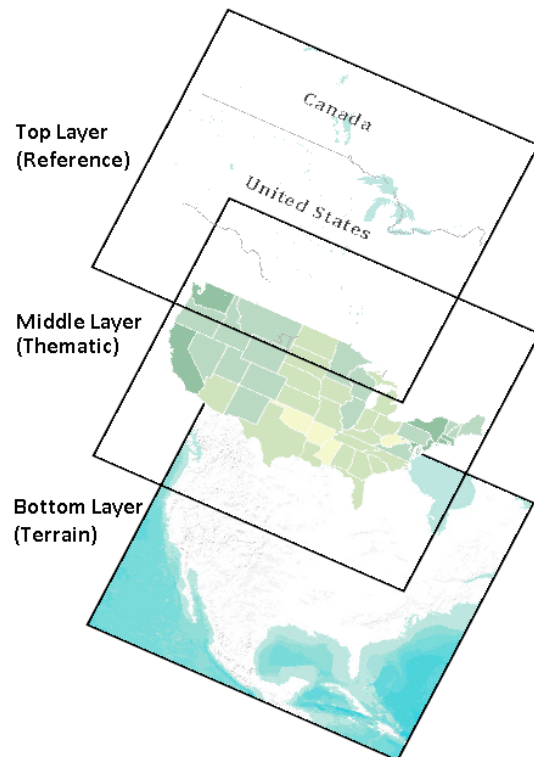 Canada
Top Layer
(Reference)
United States
Middle Layer
(Thematic)
Bottom Layer
(Terrain)